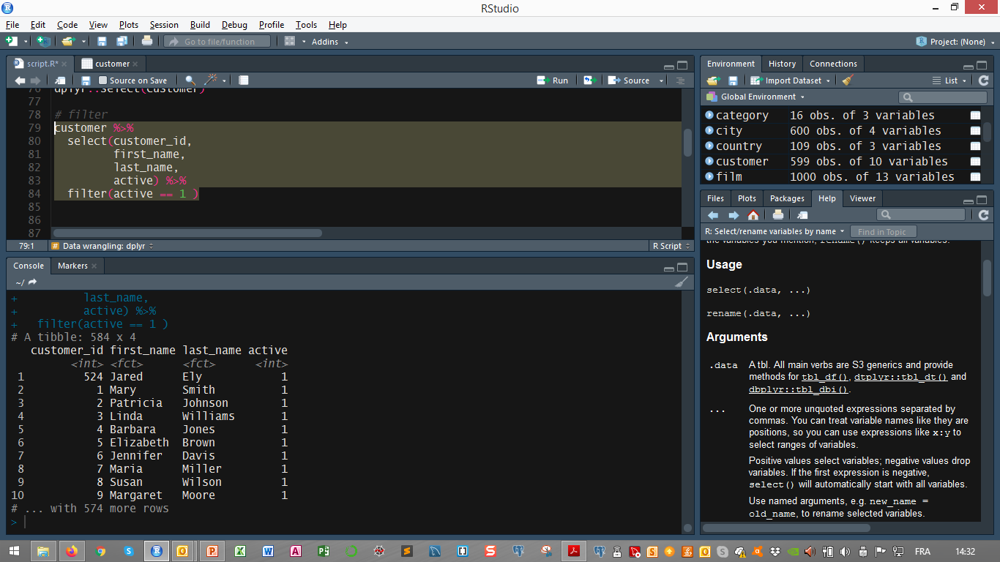 RStudio
File Edit Code View Plots Session Build Debug Profile Tools Help
Go to file/function Addins Project: (None)
script.R* customer
Source on Save Run Source
76 dplyr::select(customer)
77
78 # filter
79 customer %>%
80 select(customer_id,
81 first_name,
82 last_name,
83 active) %>%
84 filter(active == 1 )
85
86
87
79:1 # Data wrangling: dplyr R Script
Console Markers
~/
+ last_name,
+ active) %>%
+ filter(active == 1 )
# A tibble: 584 x 4
customer_id first_name last_name active
<int> <fct> <fct> <int>
1 524 Jared Ely 1
2 1 Mary Smith 1
3 2 Patricia Johnson 1
4 3 Linda Williams 1
5 4 Barbara Jones 1
6 5 Elizabeth Brown 1
7 6 Jennifer Davis 1
8 7 Maria Miller 1
9 8 Susan Wilson 1
10 9 Margaret Moore 1
# ... with 574 more rows
>
Environment History Connections
Import Dataset List
Global Environment
category 16 obs. of 3 variables
city 600 obs. of 4 variables
country 109 obs. of 3 variables
customer 599 obs. of 10 variables
film 1000 obs. of 13 variables
Files Plots Packages Help Viewer
R: Select/rename variables by name Find in Topic
the variables you mention; rename() keeps all variables.
Usage
select(.data, ...)
rename(.data, ...)
Arguments
.data A tbl. All main verbs are S3 generics and provide
methods for tbl_df(), dtplyr::tbl_dt() and
dbplyr::tbl_dbi().
... One or more unquoted expressions separated by
commas. You can treat variable names like they are
positions, so you can use expressions like x:y to
select ranges of variables.
Positive values select variables; negative values drop
variables. If the first expression is negative,
select() will automatically start with all variables.
Use named arguments, e.g. new_name =
old_name, to rename selected variables.
FRA 14:32